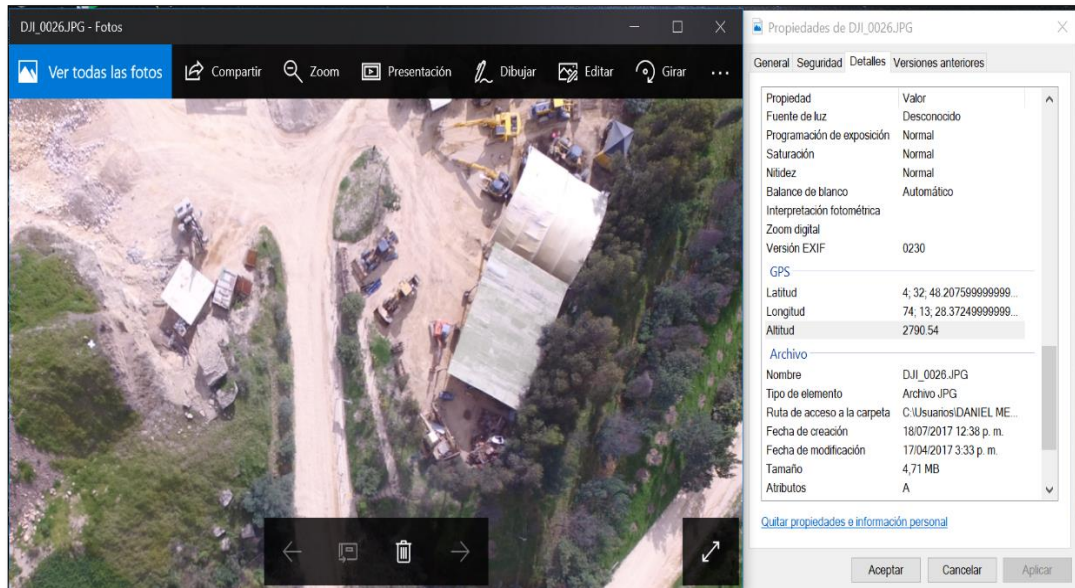 DJI_0026.JPG - Fotos
Ver todas las fotos Compartir Zoom Presentación Dibujar Editar Girar ...
Propiedades de DJI_0026.JPG
General Seguridad Detalles Versiones anteriores
Propiedad Valor
Fuente de luz Desconocido
Programación de exposición Normal
Saturación Normal
Nitidez Normal
Balance de blanco Automático
Interpretación fotométrica
Zoom digital
Versión EXIF 0230
GPS
Latitud 4; 32; 48.207599999999...
Longitud 74; 13; 28.37249999999...
Altitud 2790.54
Archivo
Nombre DJI_0026.JPG
Tipo de elemento Archivo JPG
Ruta de acceso a la carpeta C:\Usuarios\DANIEL ME...
Fecha de creación 18/07/2017 12:38 p. m.
Fecha de modificación 17/04/2017 3:33 p. m.
Tamaño 4,71 MB
Atributos A
Quitar propiedades e información personal
Aceptar Cancelar Aplicar